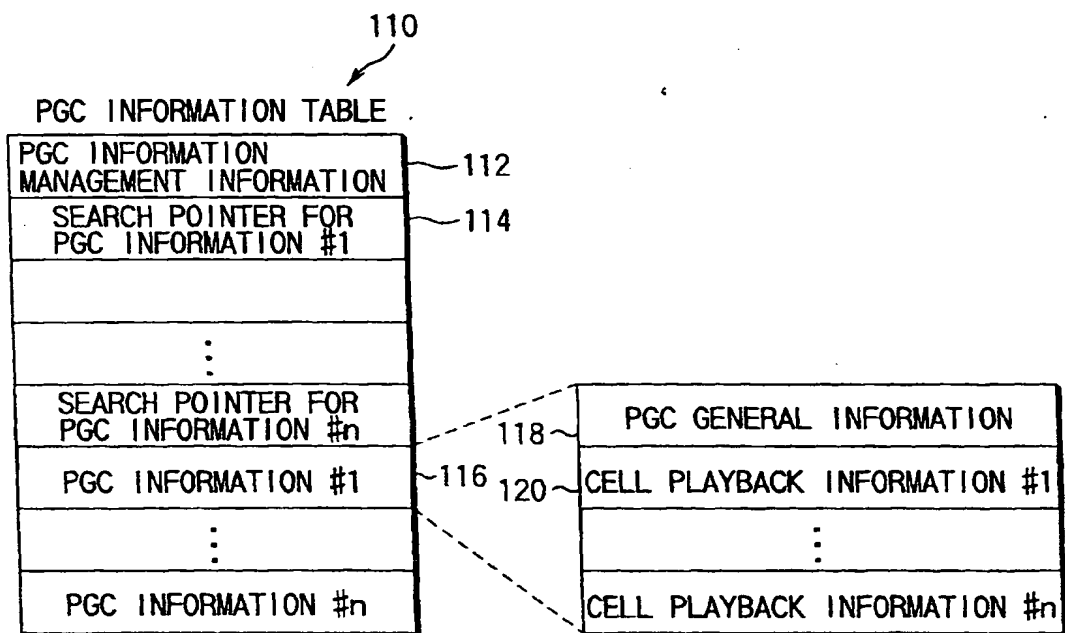 110
PGC INFORMATION TABLE
PGC INFORMATION
MANAGEMENT INFORMATION
112
SEARCH POINTER FOR
PGC INFORMATION #1
114
SEARCH POINTER FOR
PGC INFORMATION #n
PGC INFORMATION #1
116
PGC INFORMATION #n
PGC GENERAL INFORMATION
118
CELL PLAYBACK INFORMATION #1
120
CELL PLAYBACK INFORMATION #n